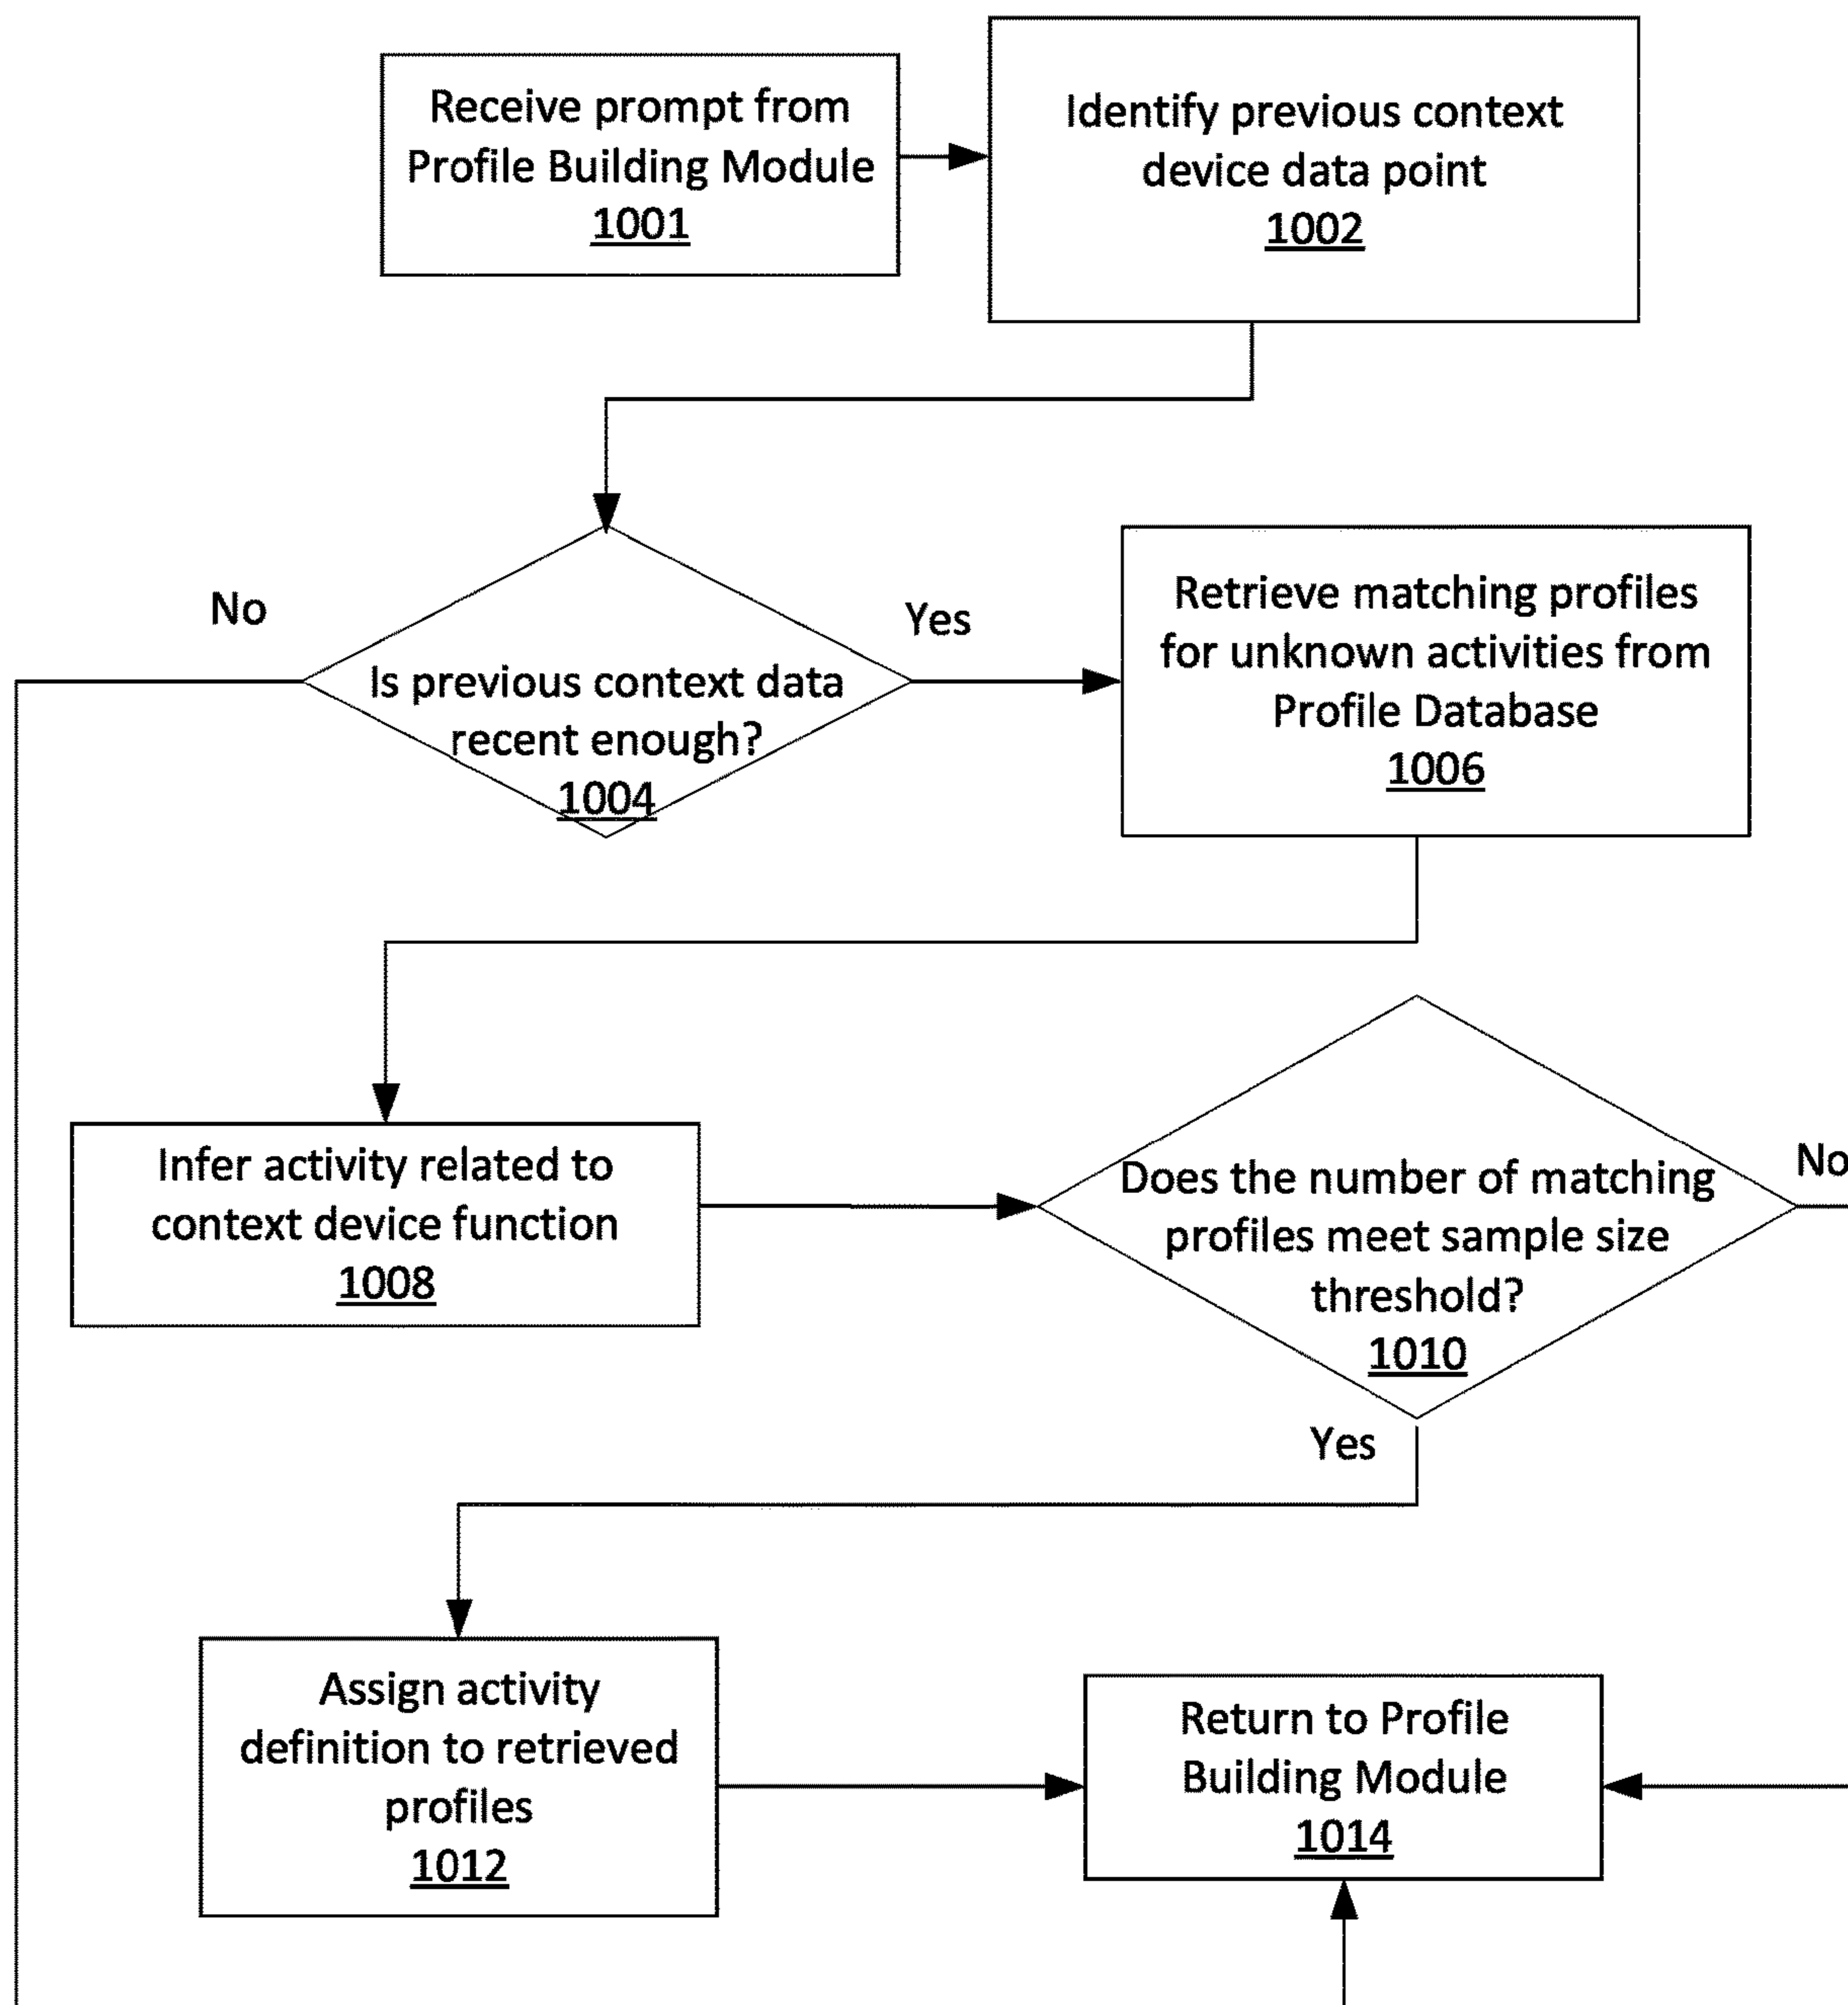 Receive prompt from
Profile Building Module
1001
Identify previous context
device data point
1002
No
Yes
Is previous context data
recent enough?
1004
Retrieve matching profiles
for unknown activities from
Profile Database
1006
Infer activity related to
context device function
1008
Does the number of matching
profiles meet sample size
threshold?
1010
No
Yes
Assign activity
definition to retrieved
profiles
1012
Return to Profile
Building Module
1014